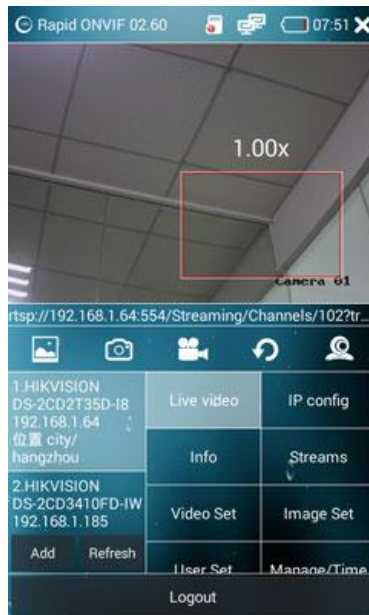 Rapid ONVIF 02.60
07:51
1.00x
Camera 01
rtsp://192.168.1.64:554/Streaming/Channels/102?tr...
1.HIKVISION
DS-2CD2T35D-I8
192.168.1.64
位置 city/
hangzhou
Live video
IP config
Info
Streams
2.HIKVISION
DS-2CD3410FD-IW
192.168.1.185
Video Set
Image Set
Add
Refresh
User Set
Manage/Time
Logout